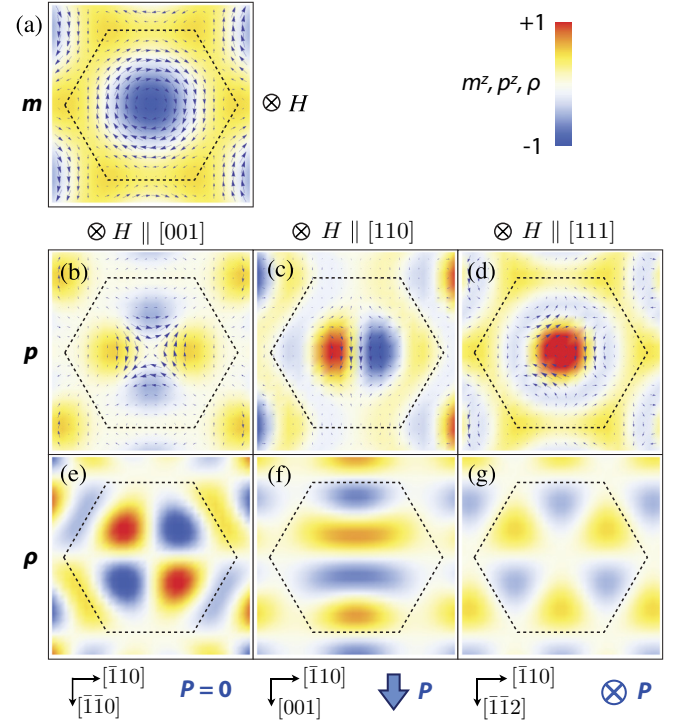 (a)
m
⊗ H
+1
mᶻ, pᶻ, ρ
-1
⊗ H ∥ [001]
⊗ H ∥ [110]
⊗ H ∥ [111]
(b)
(c)
(d)
p
(e)
(f)
(g)
ρ
[1̄10]
[1̄1̄0]
P = 0
[1̄10]
[001]
P
[1̄10]
[1̄1̄2]
⊗ P